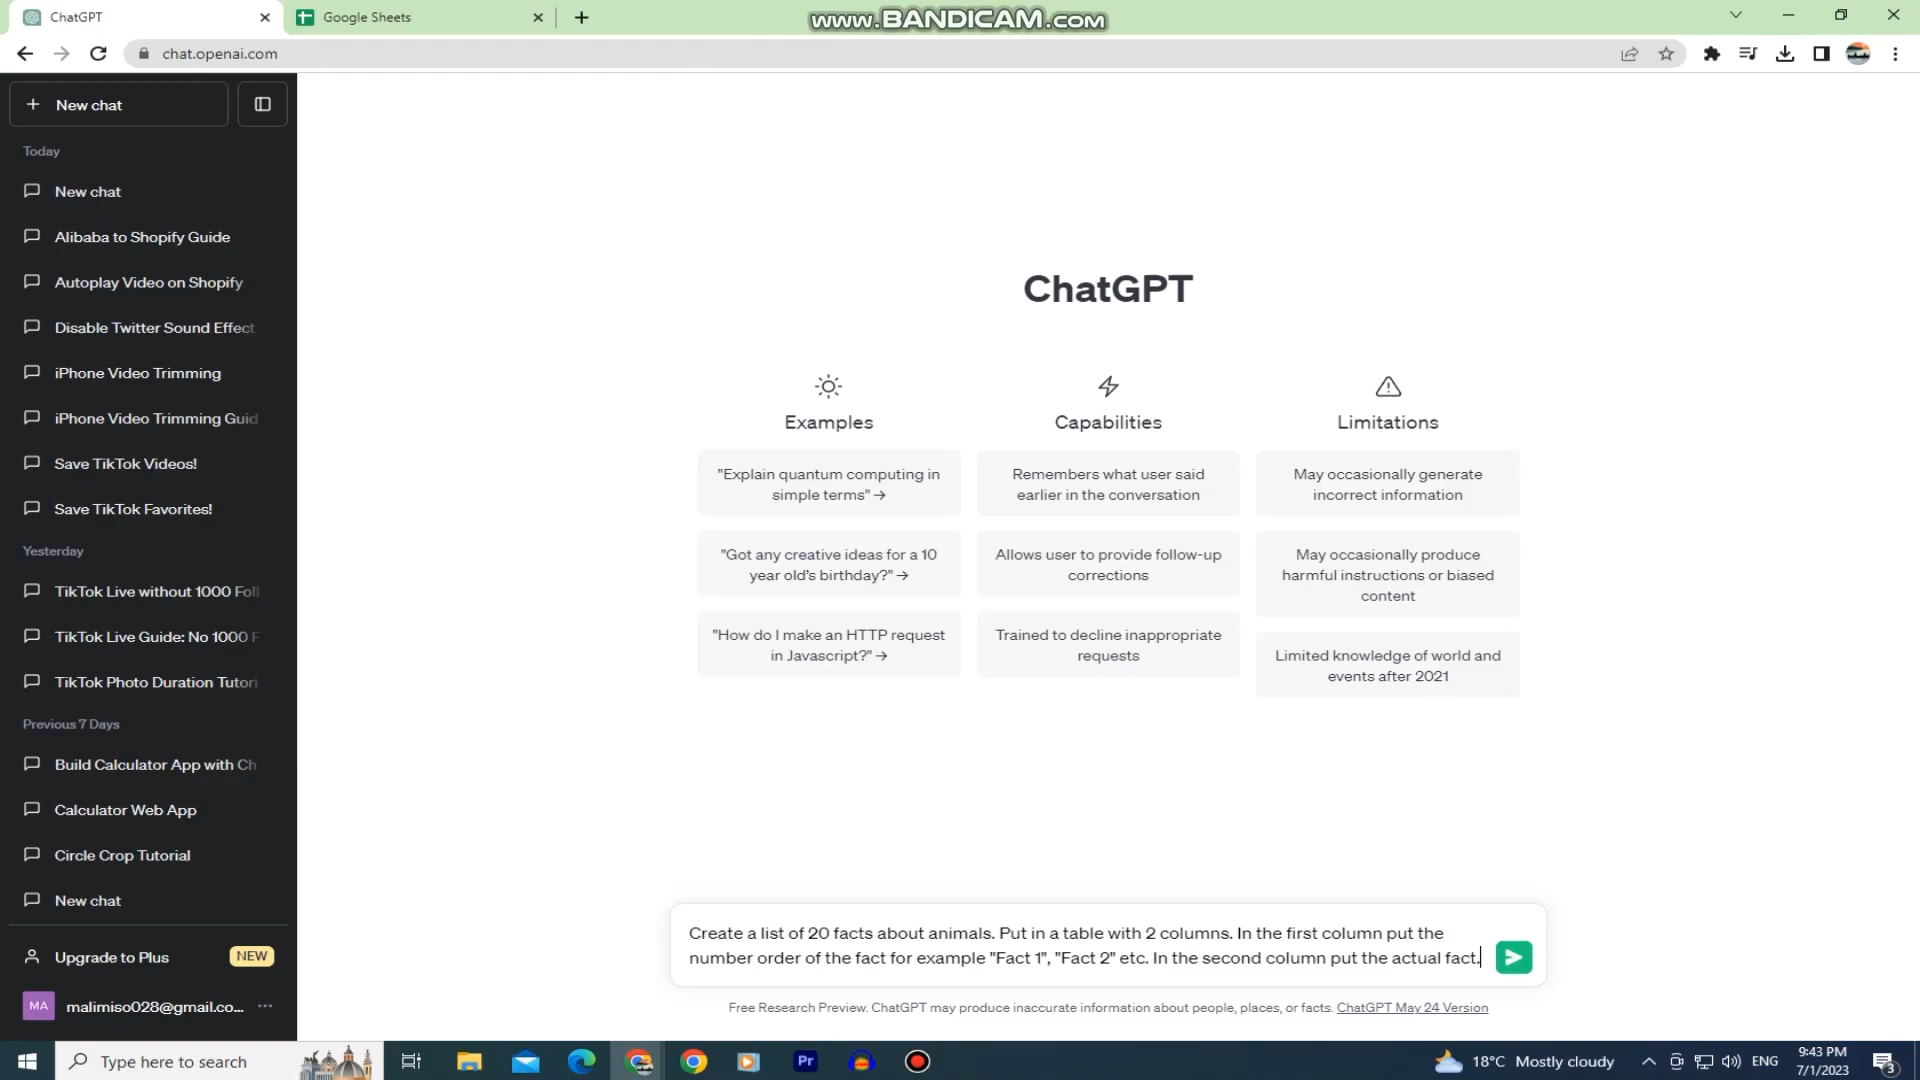 ChatGPT
Google Sheets
www.BANDICAM.com
chat.openai.com
New chat
Today
New chat
Alibaba to Shopify Guide
Autoplay Video on Shopify
Disable Twitter Sound Effect
iPhone Video Trimming
iPhone Video Trimming Guid
Save TikTok Videos!
Save TikTok Favorites!
Yesterday
TikTok Live without 1000 Foll
TikTok Live Guide: No 1000 F
TikTok Photo Duration Tutori
Previous 7 Days
Build Calculator App with Ch
Calculator Web App
Circle Crop Tutorial
New chat
Upgrade to Plus
NEW
MA
malimiso028@gmail.co...
ChatGPT
Examples
"Explain quantum computing in
simple terms" →
"Got any creative ideas for a 10
year old's birthday?" →
"How do I make an HTTP request
in Javascript?" →
Capabilities
Remembers what user said
earlier in the conversation
Allows user to provide follow-up
corrections
Trained to decline inappropriate
requests
Limitations
May occasionally generate
incorrect information
May occasionally produce
harmful instructions or biased
content
Limited knowledge of world and
events after 2021
Create a list of 20 facts about animals. Put in a table with 2 columns. In the first column put the
number order of the fact for example "Fact 1", "Fact 2" etc. In the second column put the actual fact.
Free Research Preview. ChatGPT may produce inaccurate information about people, places, or facts. ChatGPT May 24 Version
Type here to search
Pr
18°C Mostly cloudy
ENG
9:43 PM
7/1/2023
3